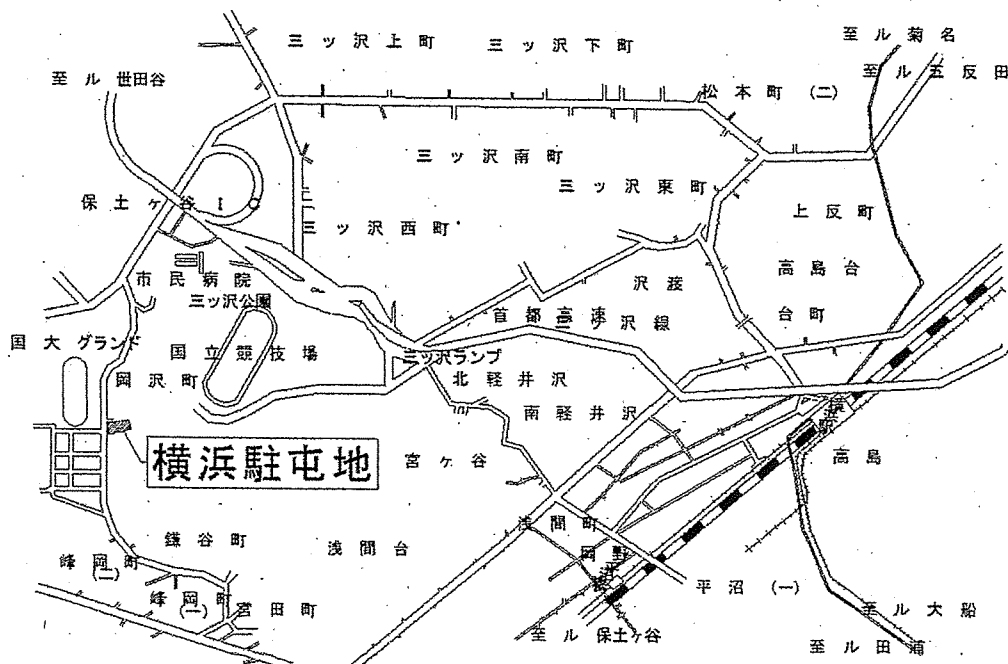 三ッ沢上町
三ッ沢下町
至ル菊名
至ル世田谷
至ル五反田
松本町(二)
三ッ沢南町
三ッ沢東町
保土ヶ谷IC
上反町
三ッ沢西町
市民病院
沢渡
高島台
三ッ沢公園
首都高速三ッ沢線
台町
国大グランド
国立競技場
三ッ沢ランプ
岡沢町
北軽井沢
南軽井沢
横浜駅
横浜駐屯地
宮ヶ谷
高島
浅間町
鎌谷町
浅間台
岡野
峰岡町(二)
平沼(一)
峰岡町(一)
宮田町
至ル大船
至ル保土ヶ谷
至ル田浦